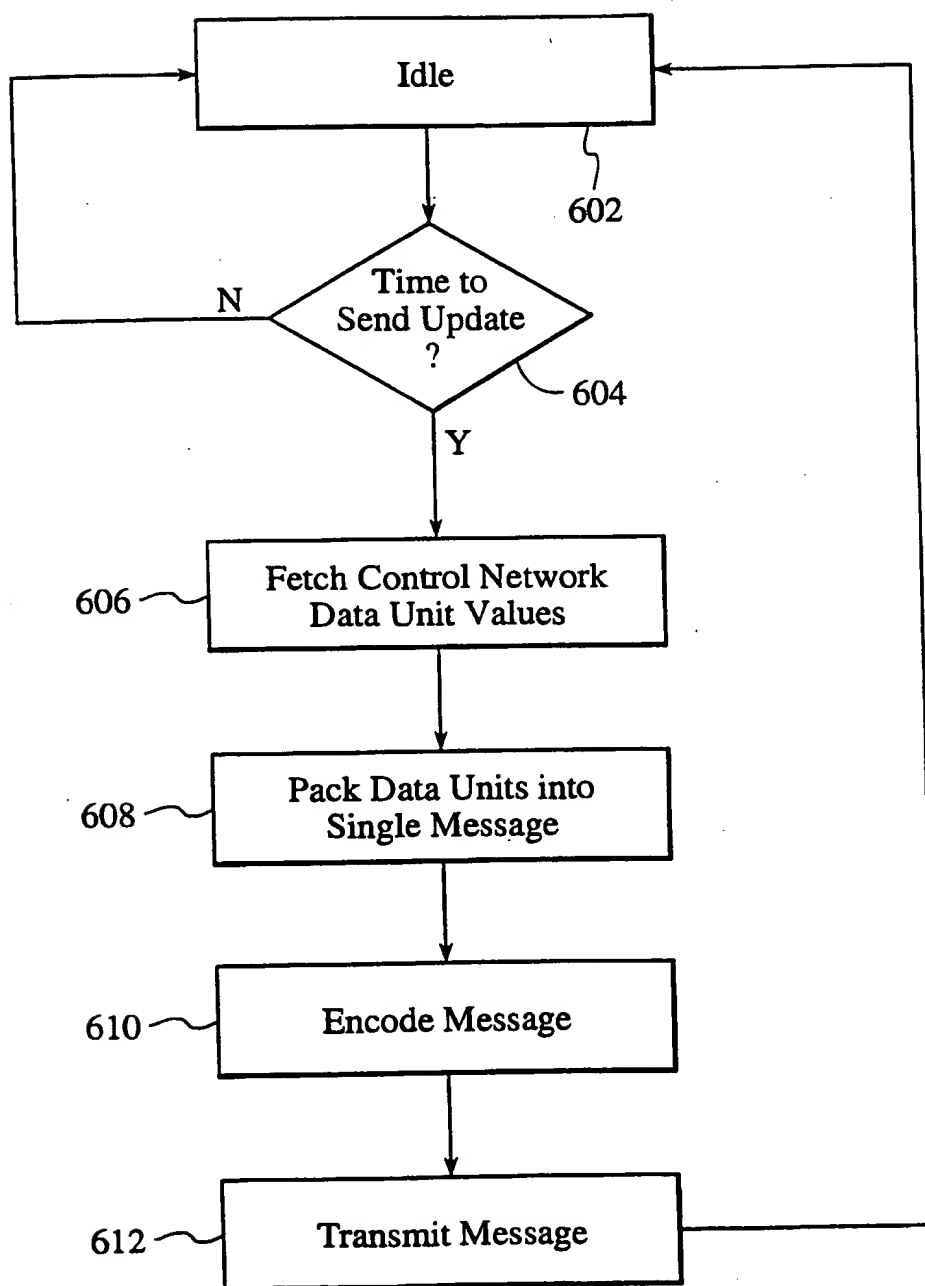 Idle
602
Time to
Send Update
?
N
604
Y
Fetch Control Network
Data Unit Values
606
Pack Data Units into
Single Message
608
Encode Message
610
Transmit Message
612